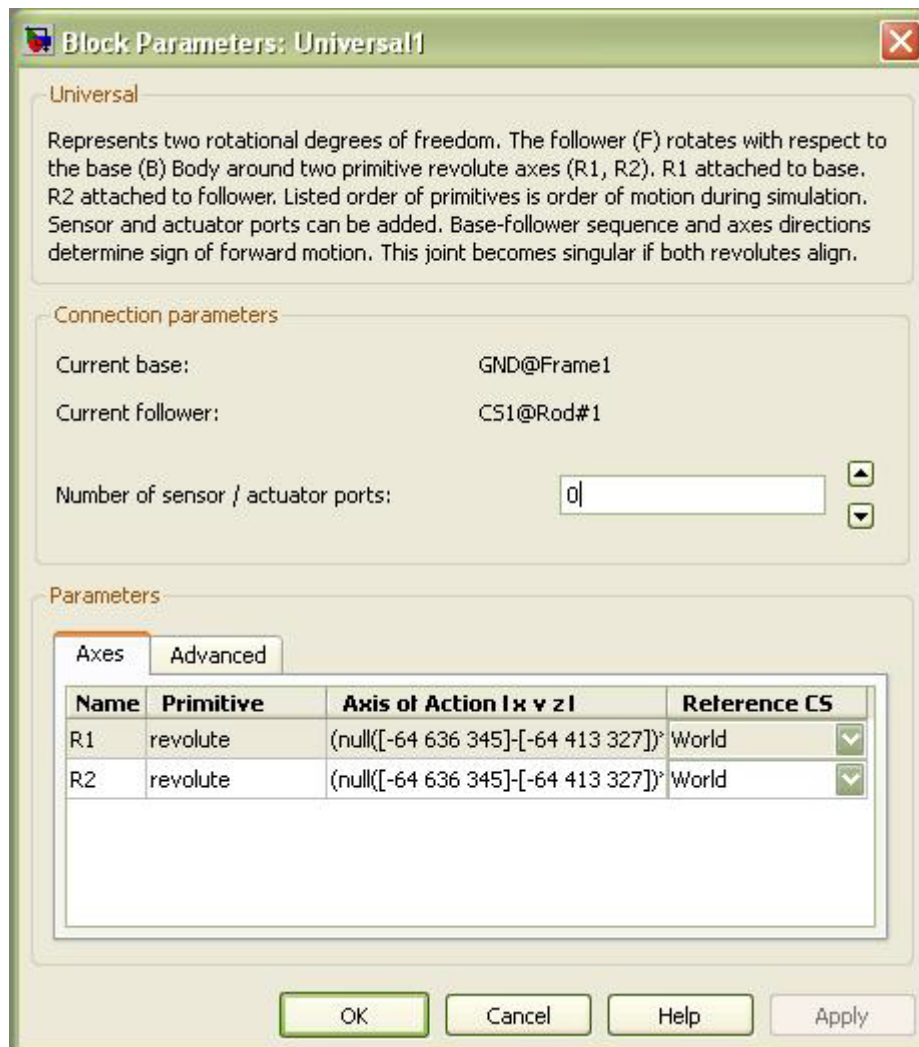 Block Parameters: Universal1
Universal
Represents two rotational degrees of freedom. The follower (F) rotates with respect to
the base (B) Body around two primitive revolute axes (R1, R2). R1 attached to base.
R2 attached to follower. Listed order of primitives is order of motion during simulation.
Sensor and actuator ports can be added. Base-follower sequence and axes directions
determine sign of forward motion. This joint becomes singular if both revolutes align.
Connection parameters
Current base: GND@Frame1
Current follower: CS1@Rod#1
Number of sensor / actuator ports: 0
Parameters
Axes Advanced
Name Primitive Axis of Action [x y z] Reference CS
R1 revolute (null([-64 636 345]-[-64 413 327])' World
R2 revolute (null([-64 636 345]-[-64 413 327])' World
OK Cancel Help Apply